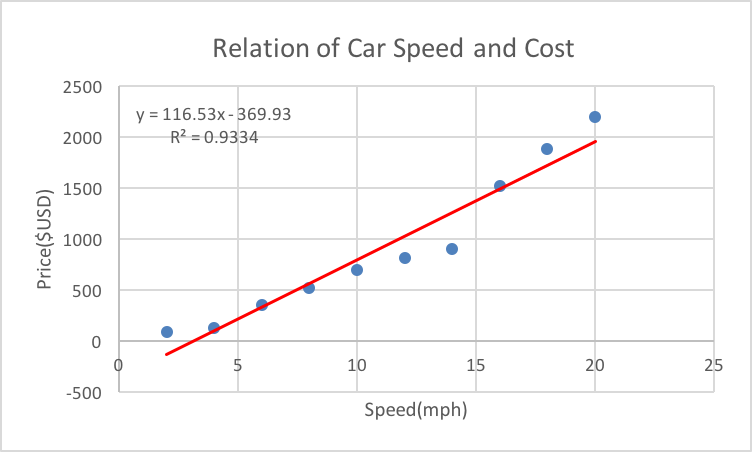 Relation of Car Speed and Cost
y = 116.53x - 369.93
R² = 0.9334
2500
2000
1500
1000
500
0
-500
Price($USD)
0 5 10 15 20 25
Speed(mph)